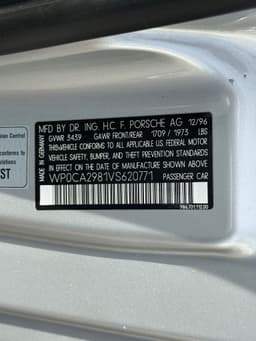 MFD BY DR. ING. H.C. F. PORSCHE AG 12/96
MADE IN GERMANY
GVWR 3439 GAWR FRONT/REAR 1709 / 1973 LBS
THIS VEHICLE CONFORMS TO ALL APPLICABLE U.S. FEDERAL MOTOR
VEHICLE SAFETY, BUMPER, AND THEFT PREVENTION STANDARDS
IN EFFECT ON THE DATE OF MANUFACTURE SHOWN ABOVE
WP0CA2981VS620771 PASSENGER CAR
ion Control
ST